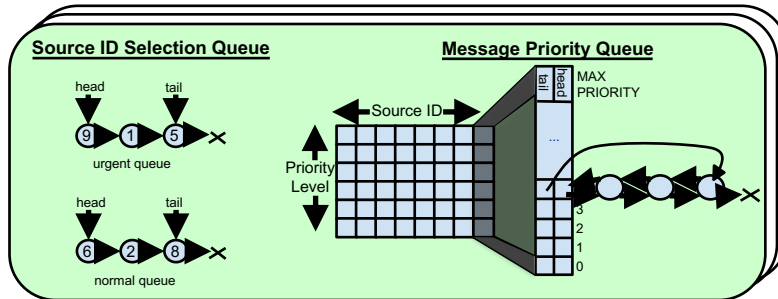 Source ID Selection Queue
head
tail
9
1
5
urgent queue
head
tail
6
2
8
normal queue
Message Priority Queue
Source ID
Priority
Level
tail
head
MAX
PRIORITY
...
3
2
1
0